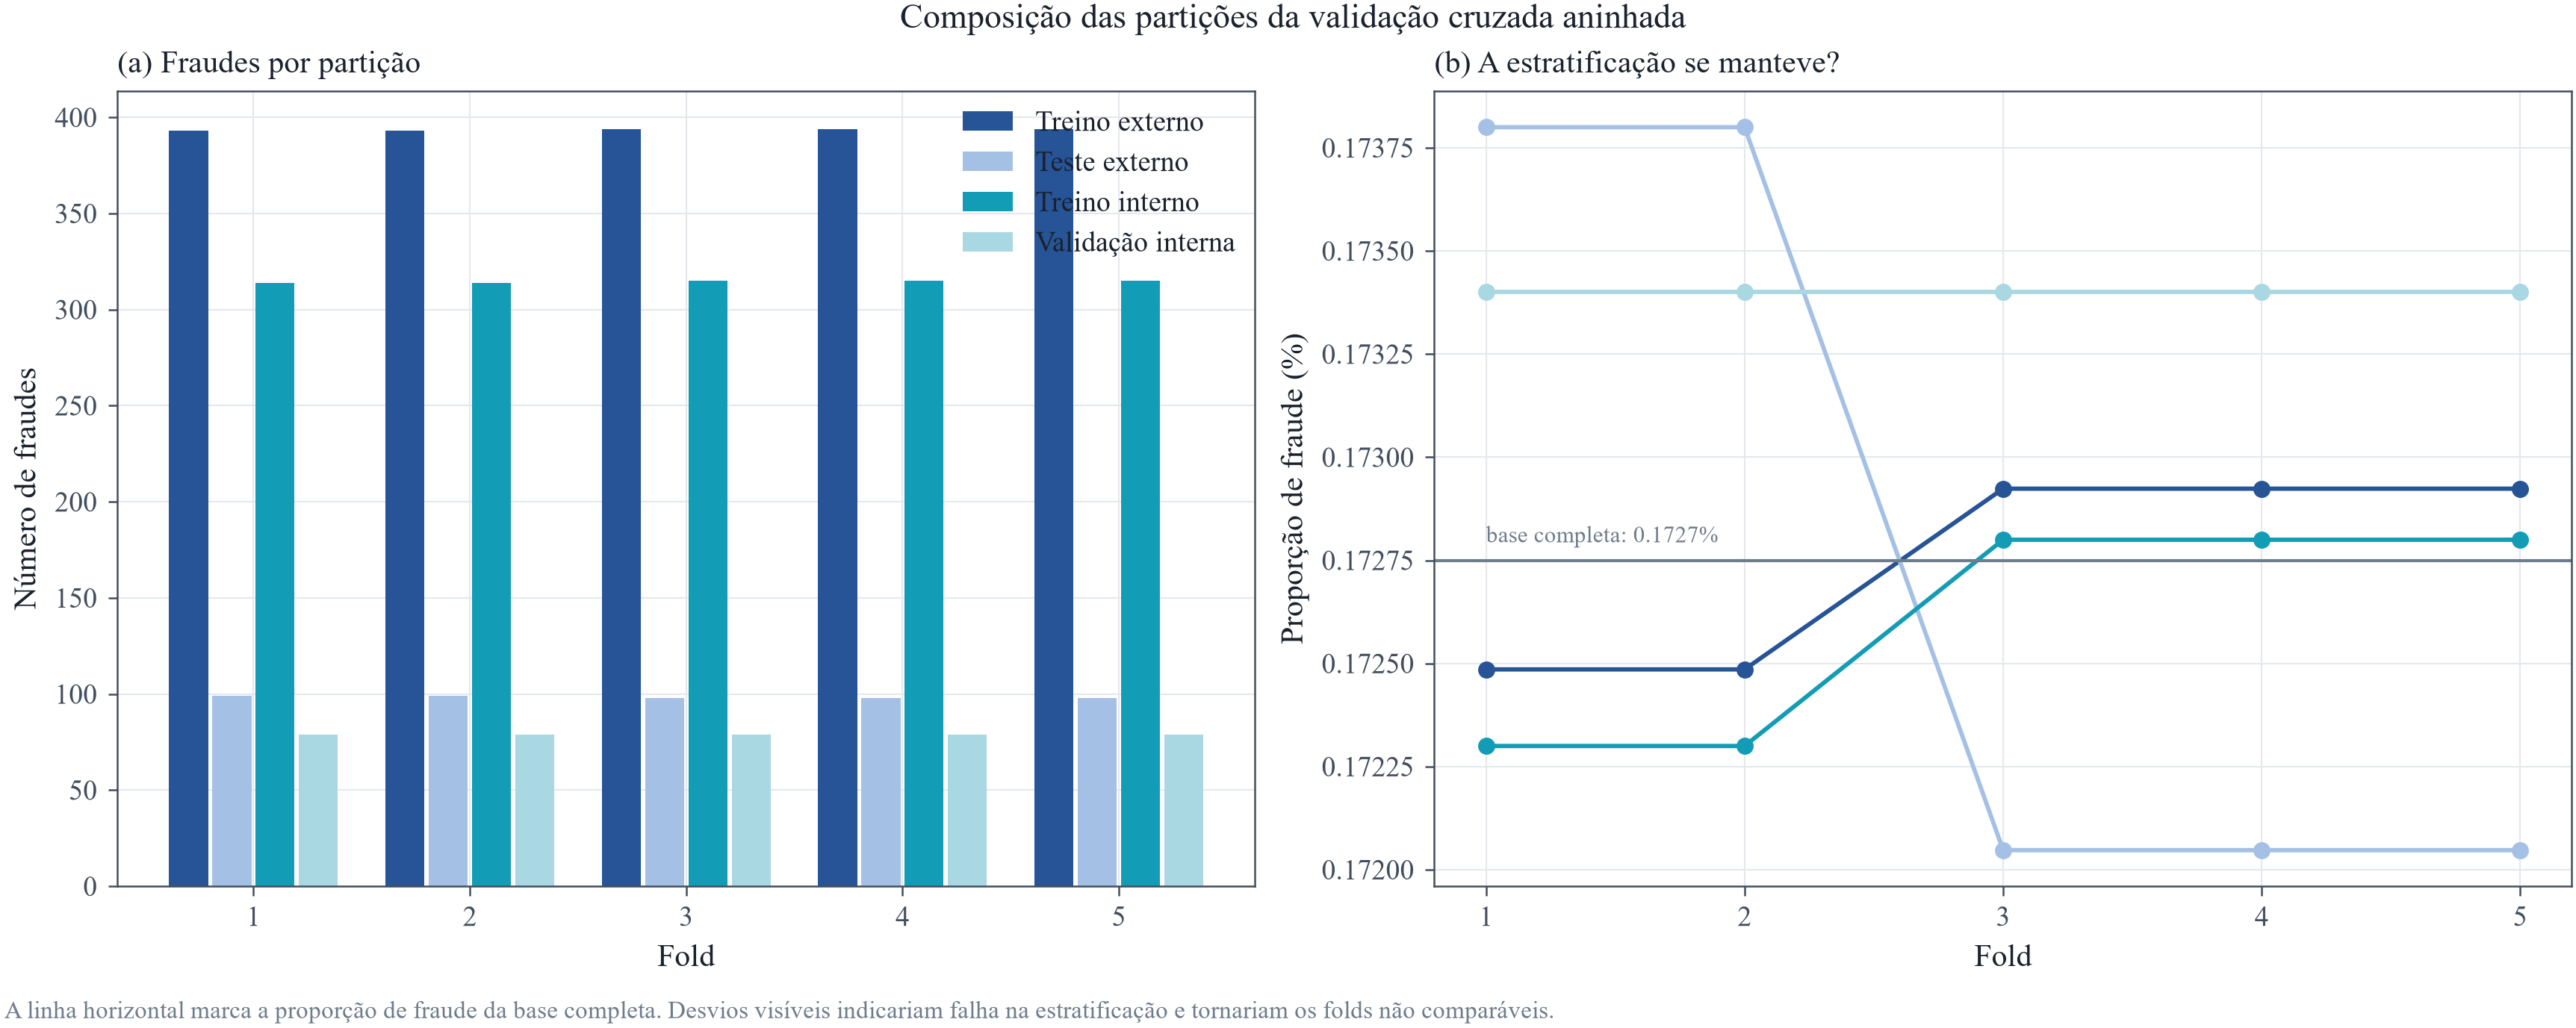 Composição das partições da validação cruzada aninhada
(a) Fraudes por partição
400
350
300
250
200
150
100
50
0
Número de fraudes
Treino externo
Teste externo
Treino interno
Validação interna
1 2 3 4 5
Fold
(b) A estratificação se manteve?
0.17375
0.17350
0.17325
0.17300
0.17275
0.17250
0.17225
0.17200
Proporção de fraude (%)
base completa: 0.1727%
1 2 3 4 5
Fold
A linha horizontal marca a proporção de fraude da base completa. Desvios visíveis indicariam falha na estratificação e tornariam os folds não comparáveis.